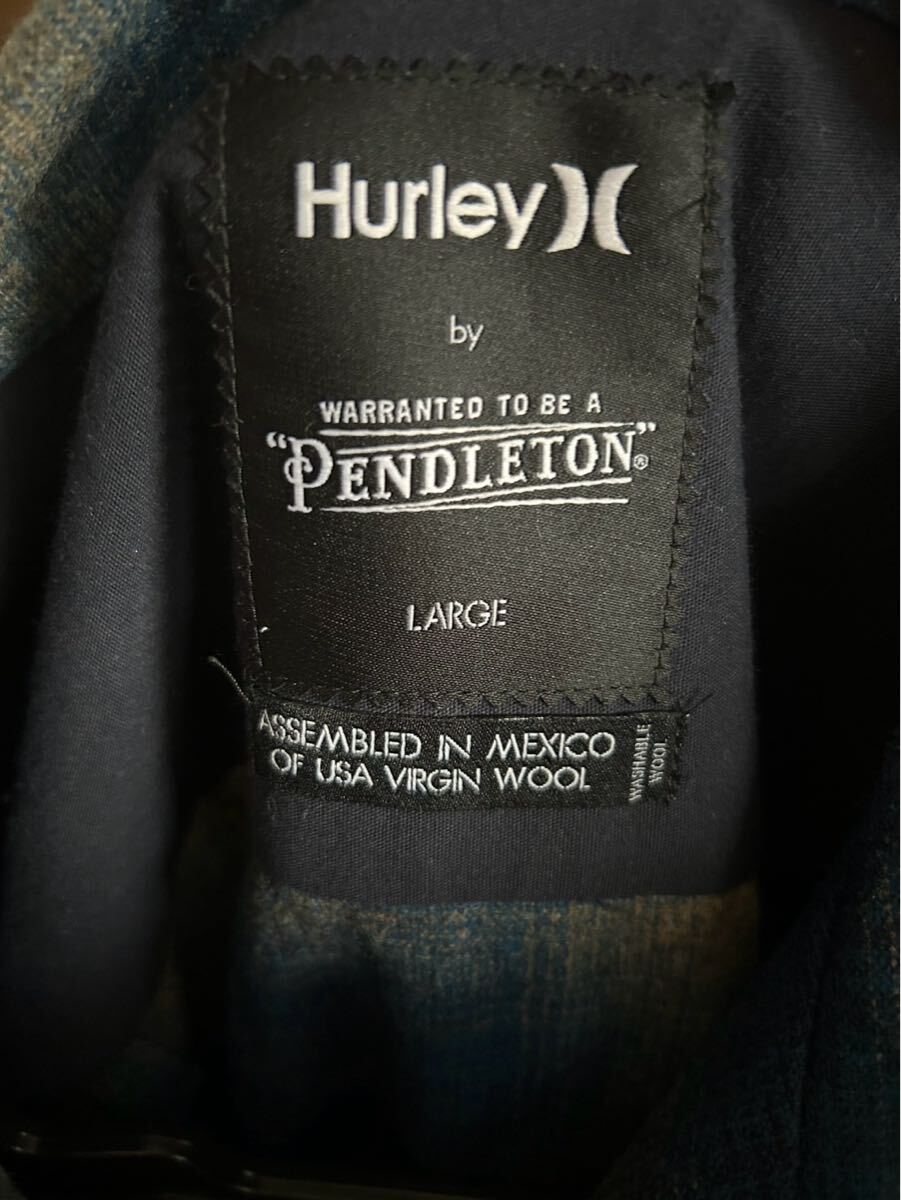 Hurley
by
WARRANTED TO BE A
"PENDLETON"®
LARGE
ASSEMBLED IN MEXICO
OF USA VIRGIN WOOL
WASHABLE
WOOL